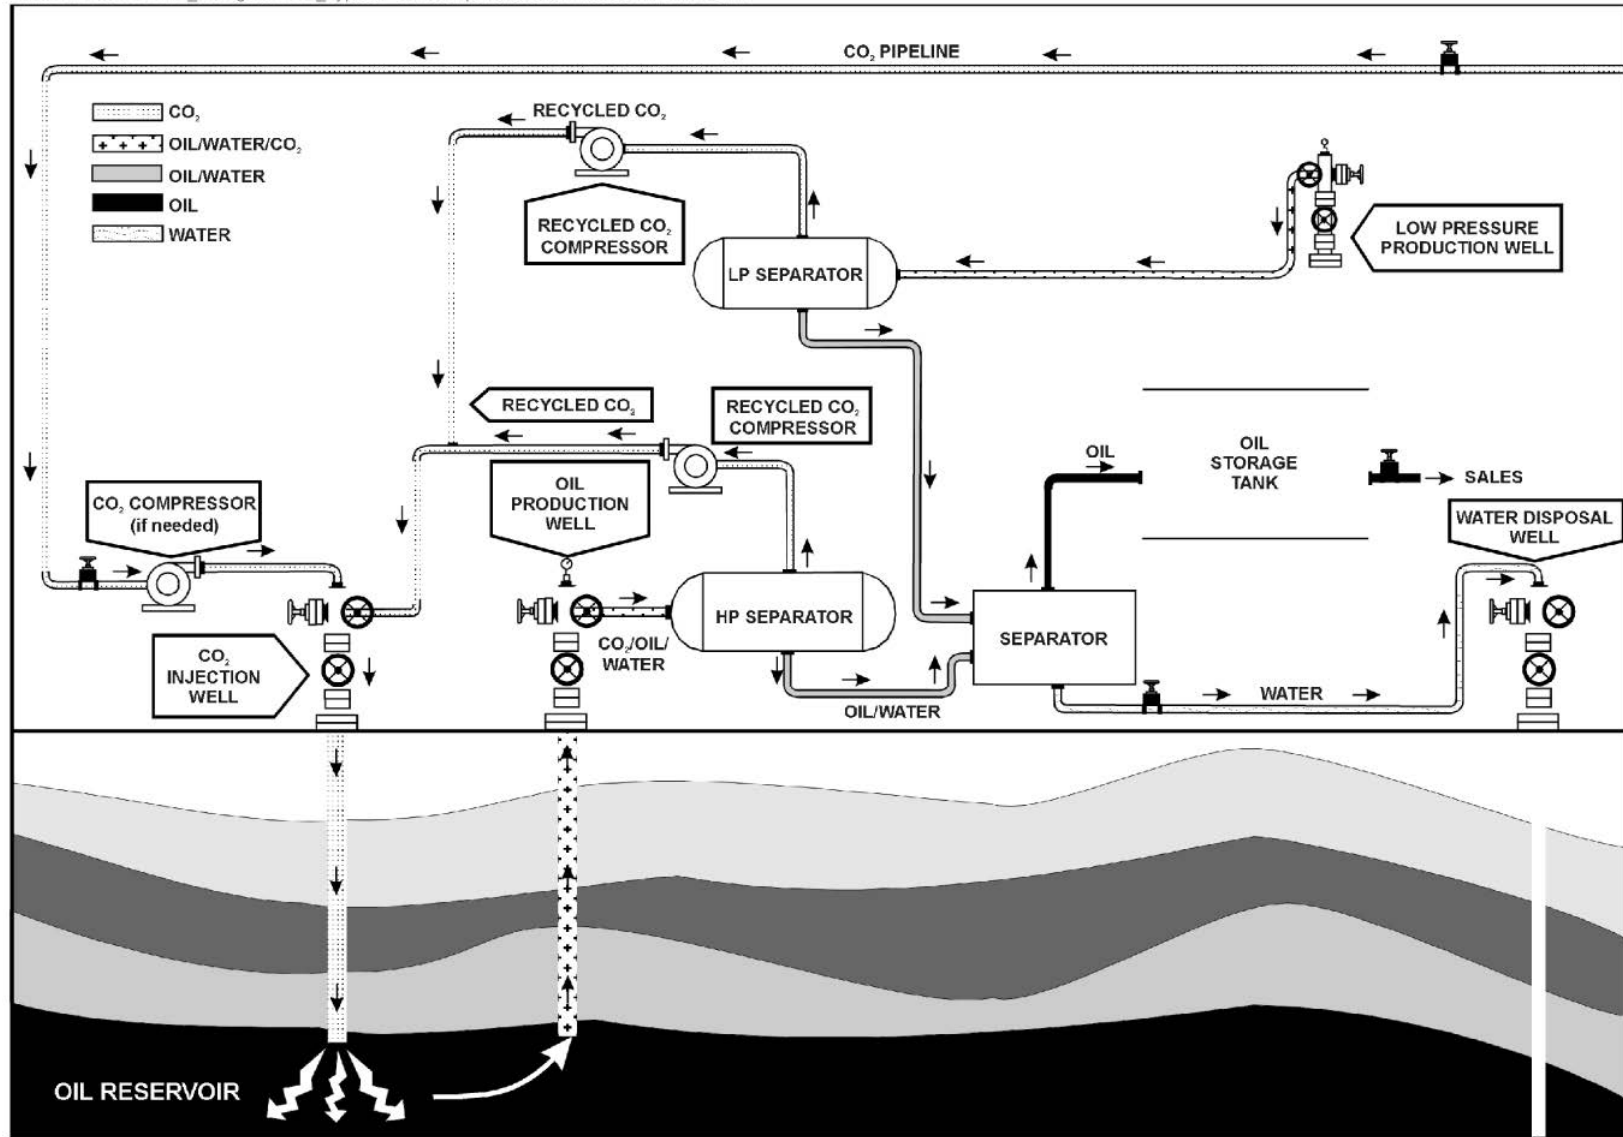 CO₂ PIPELINE
CO₂
OIL/WATER/CO₂
OIL/WATER
OIL
WATER
RECYCLED CO₂
RECYCLED CO₂
COMPRESSOR
LP SEPARATOR
LOW PRESSURE
PRODUCTION WELL
RECYCLED CO₂
RECYCLED CO₂
COMPRESSOR
OIL
PRODUCTION
WELL
CO₂ COMPRESSOR
(if needed)
OIL
OIL
STORAGE
TANK
SALES
WATER DISPOSAL
WELL
HP SEPARATOR
SEPARATOR
CO₂/OIL/
WATER
CO₂
INJECTION
WELL
OIL/WATER
WATER
OIL RESERVOIR